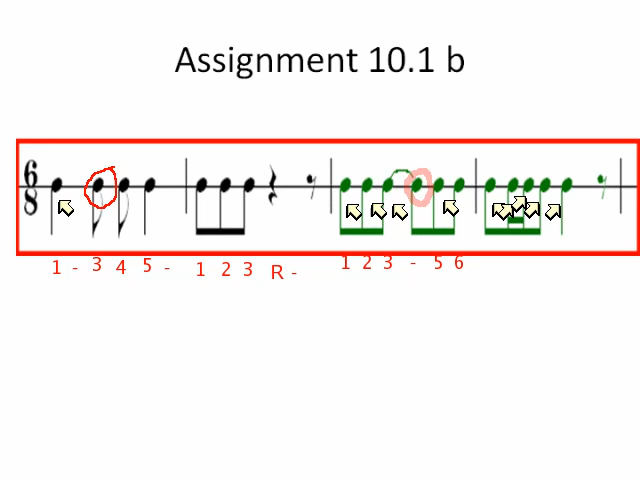 Assignment 10.1 b
6
8
1 - 3 4 5 - 1 2 3 R - 1 2 3 - 5 6